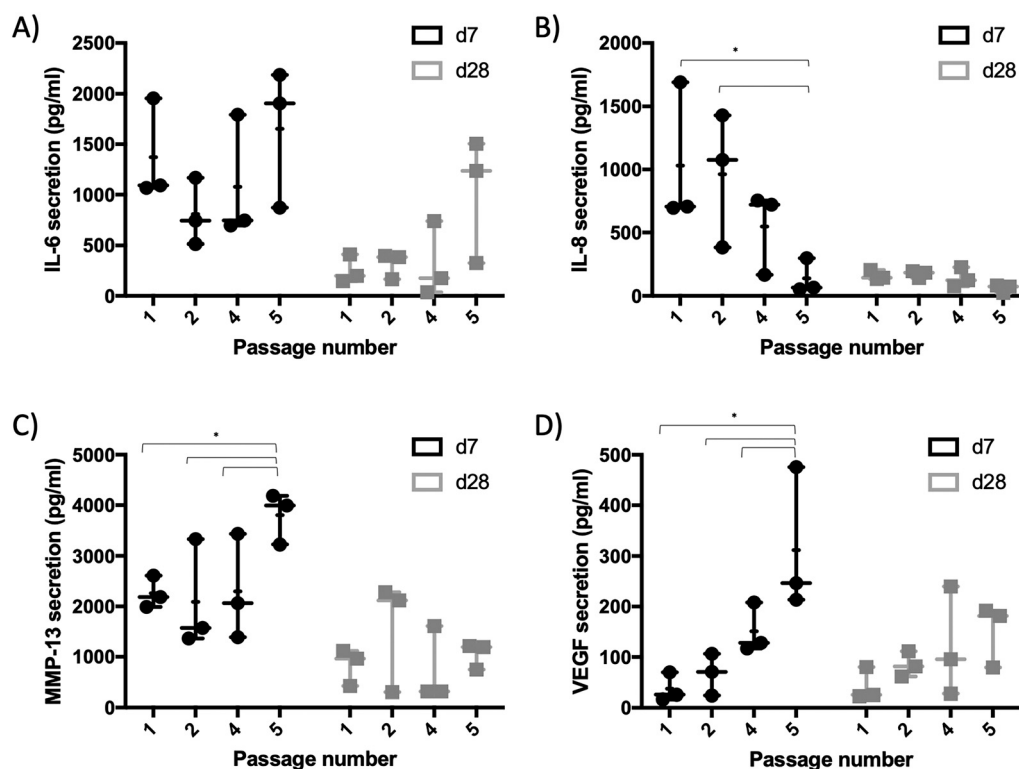 A)
IL-6 secretion (pg/ml)
2500
2000
1500
1000
500
0
d7
d28
1 2 4 5 1 2 4 5
Passage number
B)
IL-8 secretion (pg/ml)
2000
1500
1000
500
0
*
d7
d28
1 2 4 5 1 2 4 5
Passage number
C)
MMP-13 secretion (pg/ml)
5000
4000
3000
2000
1000
0
*
d7
d28
1 2 4 5 1 2 4 5
Passage number
D)
VEGF secretion (pg/ml)
500
400
300
200
100
0
*
d7
d28
1 2 4 5 1 2 4 5
Passage number